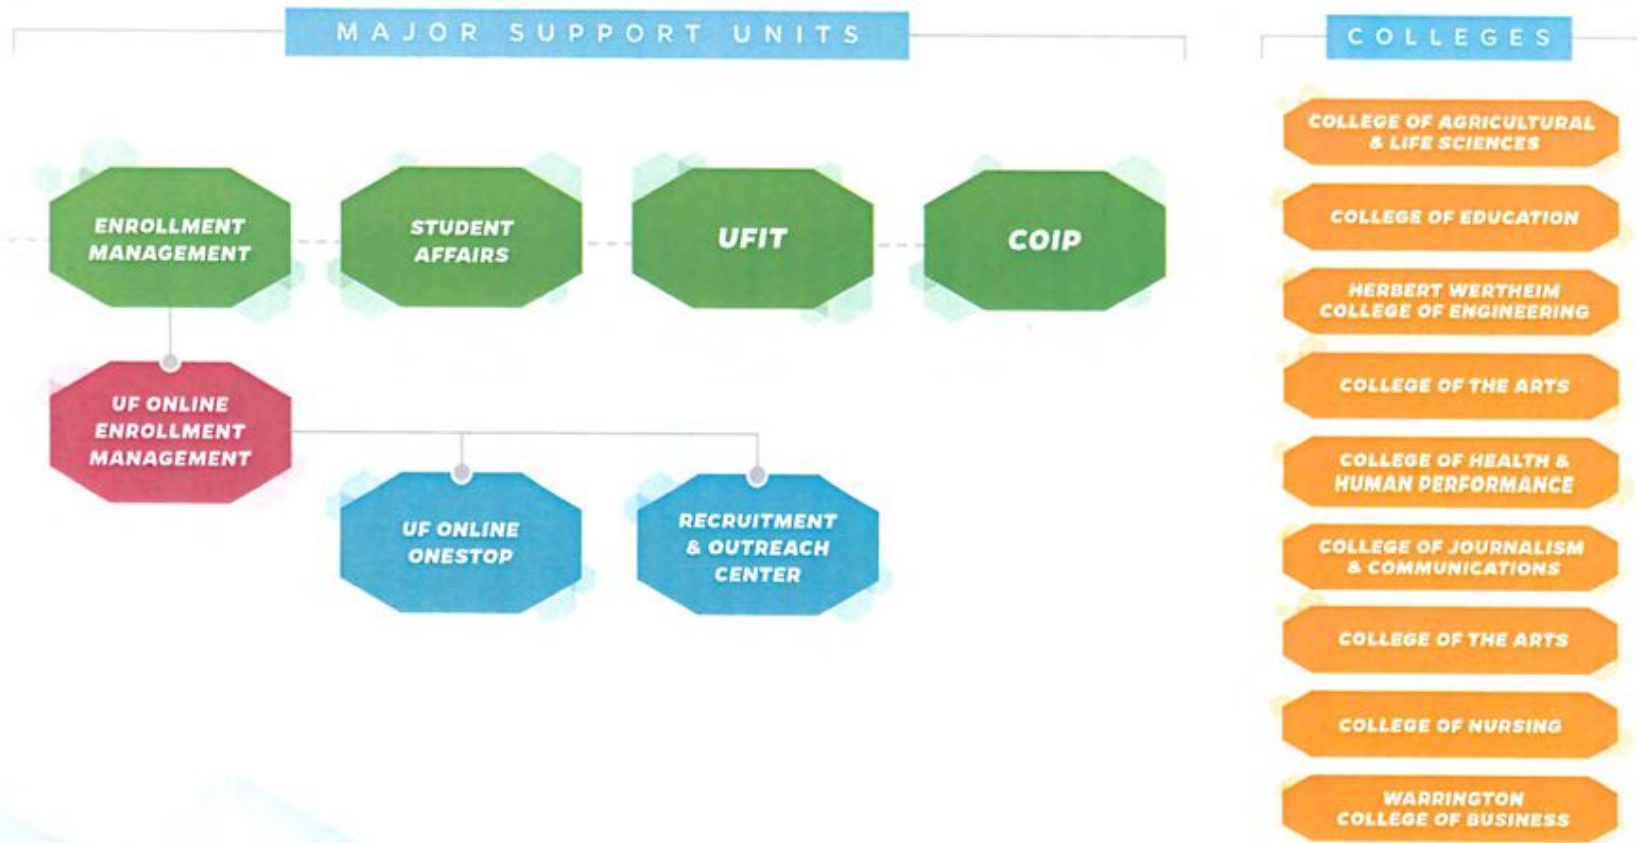 MAJOR SUPPORT UNITS
ENROLLMENT
MANAGEMENT
STUDENT
AFFAIRS
UFIT
COIP
UF ONLINE
ENROLLMENT
MANAGEMENT
UF ONLINE
ONESTOP
RECRUITMENT
& OUTREACH
CENTER
COLLEGES
COLLEGE OF AGRICULTURAL
& LIFE SCIENCES
COLLEGE OF EDUCATION
HERBERT WERTHEIM
COLLEGE OF ENGINEERING
COLLEGE OF THE ARTS
COLLEGE OF HEALTH &
HUMAN PERFORMANCE
COLLEGE OF JOURNALISM
& COMMUNICATIONS
COLLEGE OF THE ARTS
COLLEGE OF NURSING
WARRINGTON
COLLEGE OF BUSINESS